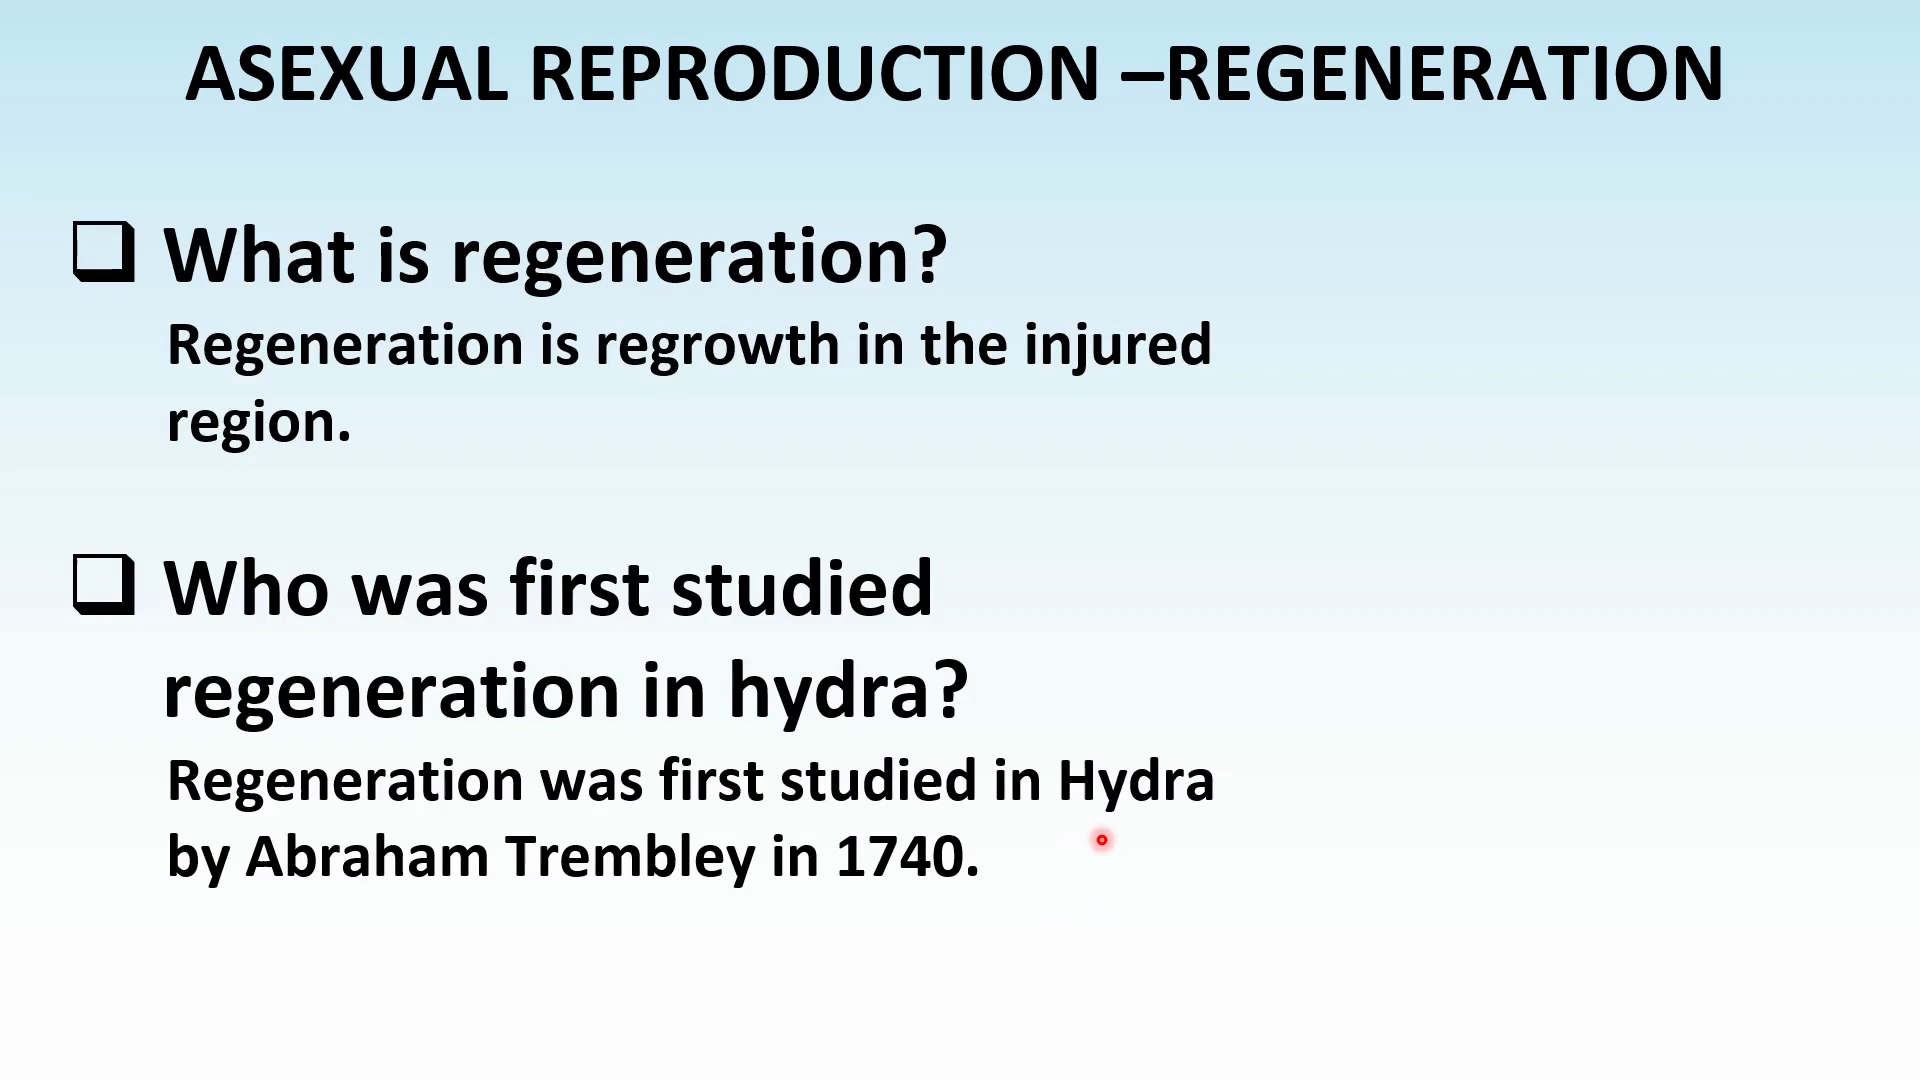 ASEXUAL REPRODUCTION –REGENERATION
What is regeneration?
Regeneration is regrowth in the injured
region.
Who was first studied
regeneration in hydra?
Regeneration was first studied in Hydra
by Abraham Trembley in 1740.